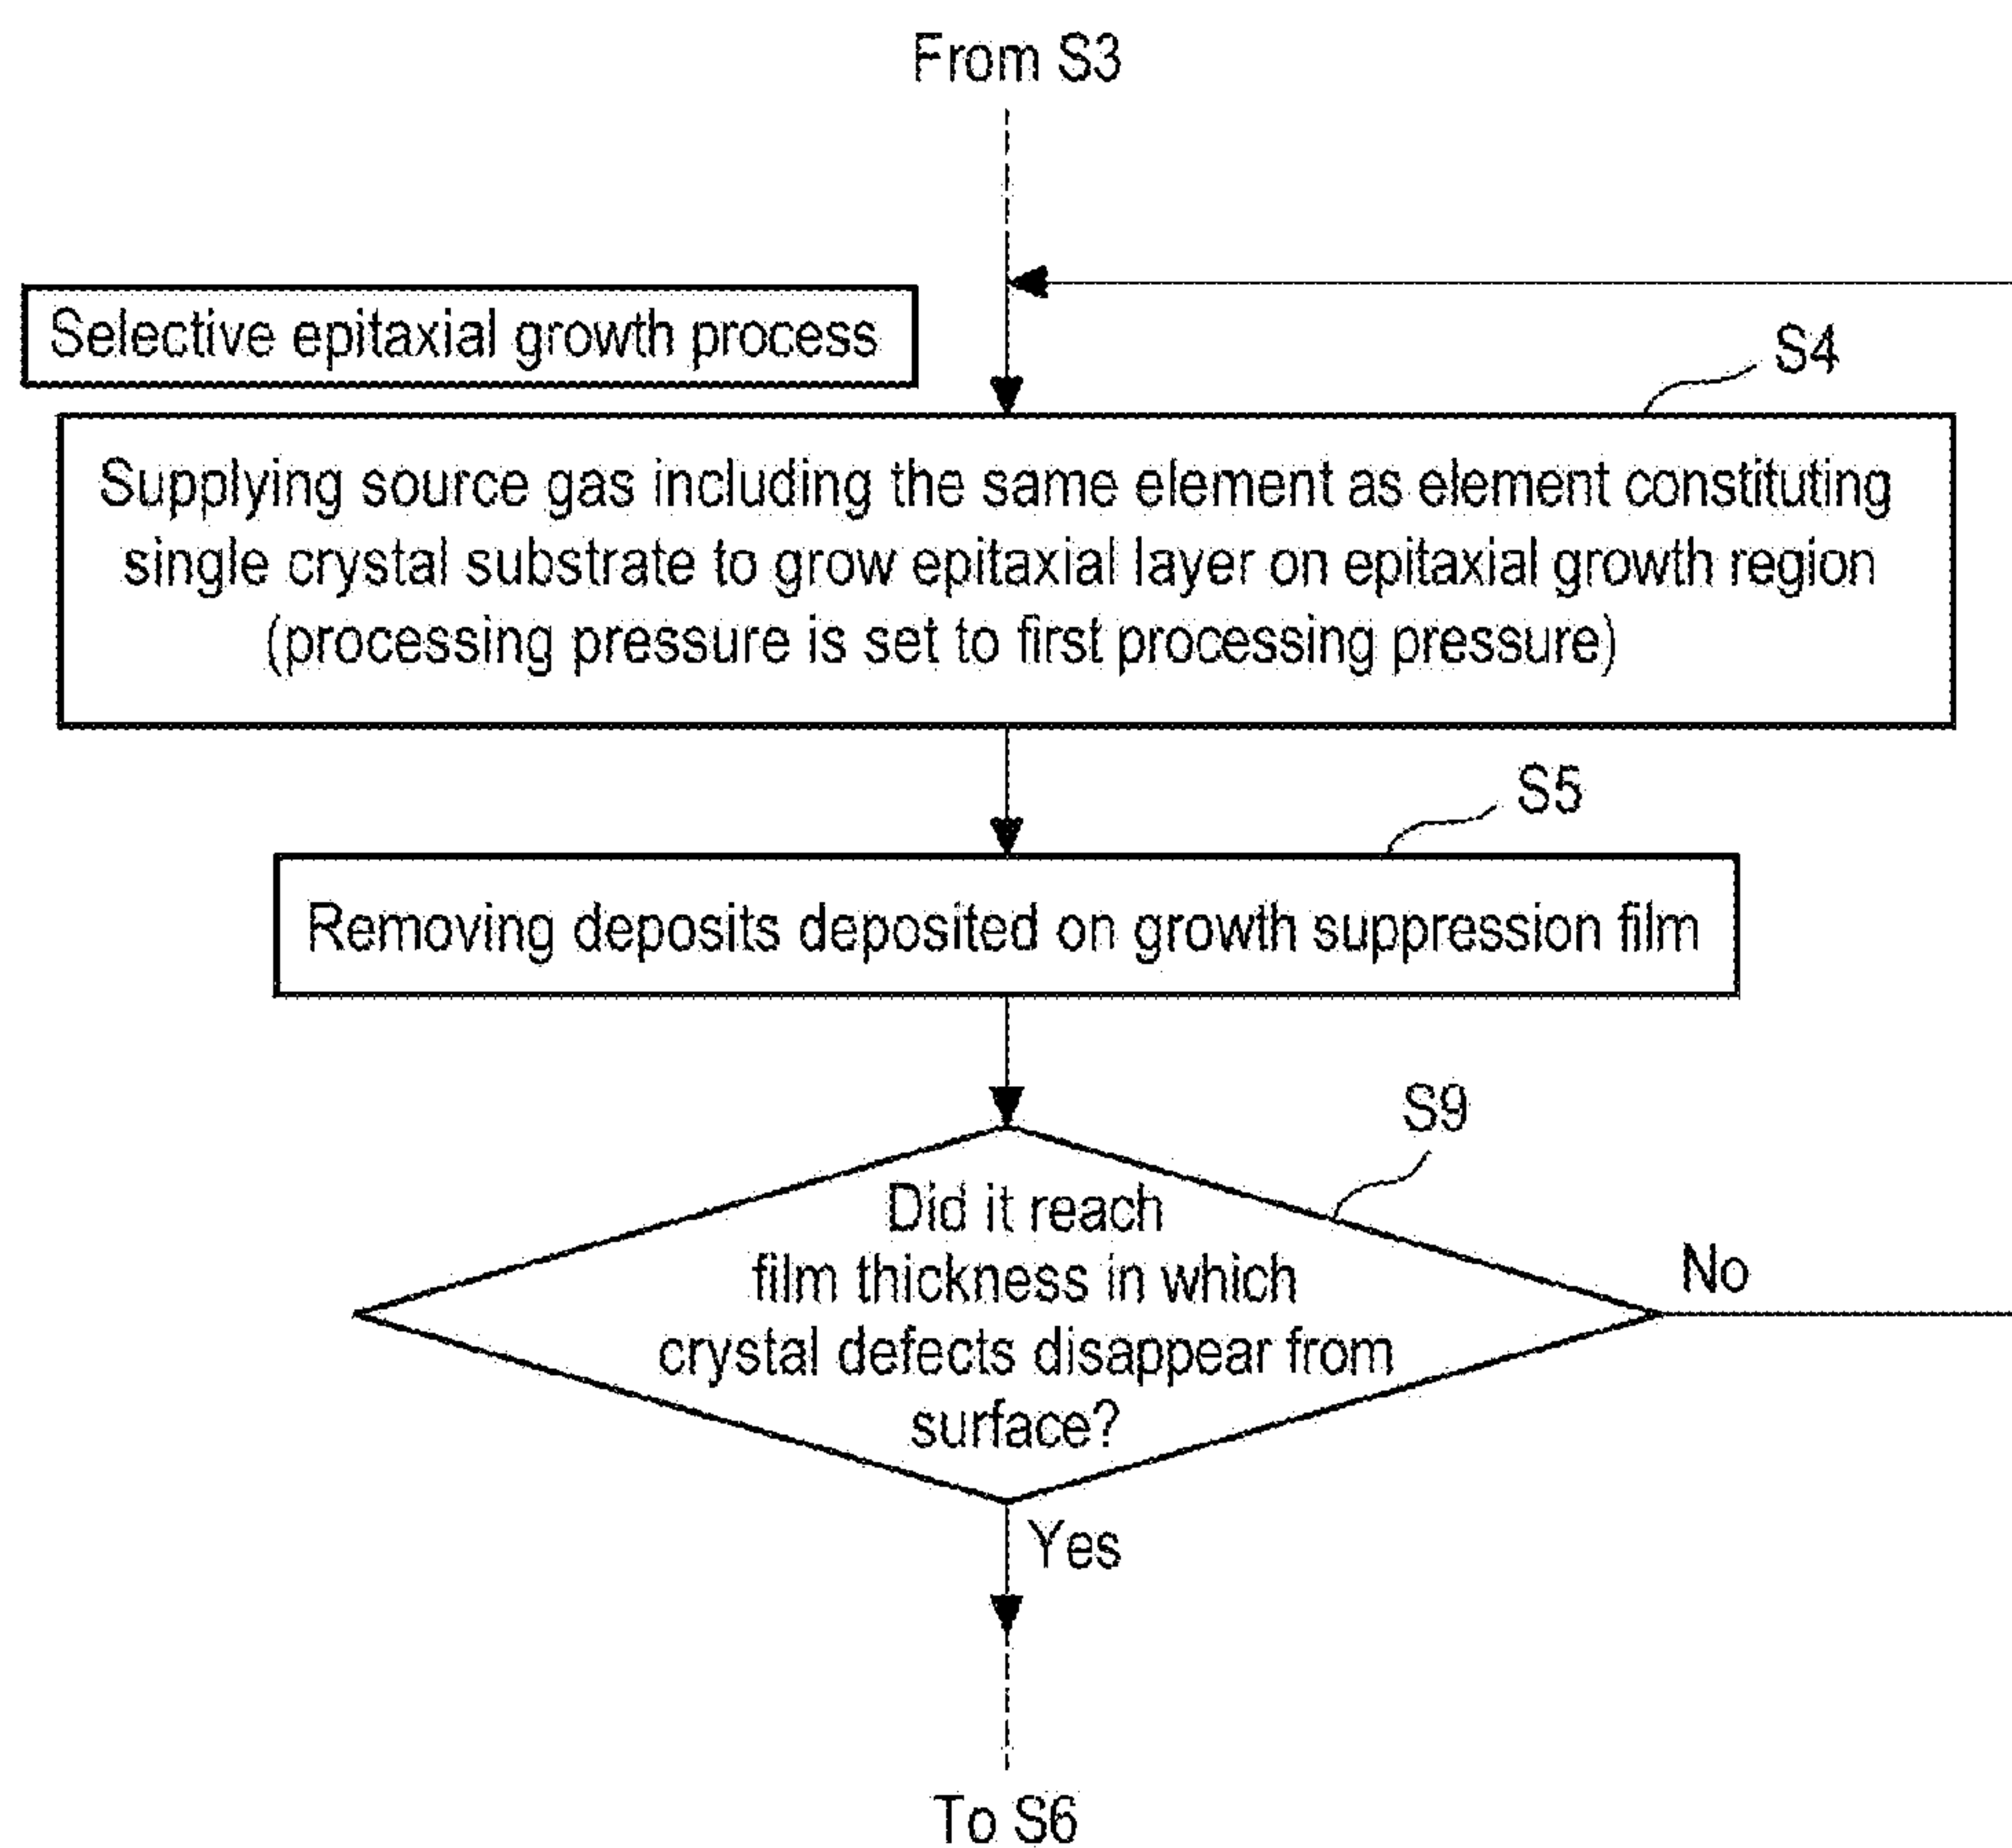 From S3
Selective epitaxial growth process
S4
Supplying source gas including the same element as element constituting
single crystal substrate to grow epitaxial layer on epitaxial growth region
(processing pressure is set to first processing pressure)
S5
Removing deposits deposited on growth suppression film
S9
Did it reach
film thickness in which
crystal defects disappear from
surface?
No
Yes
To S6